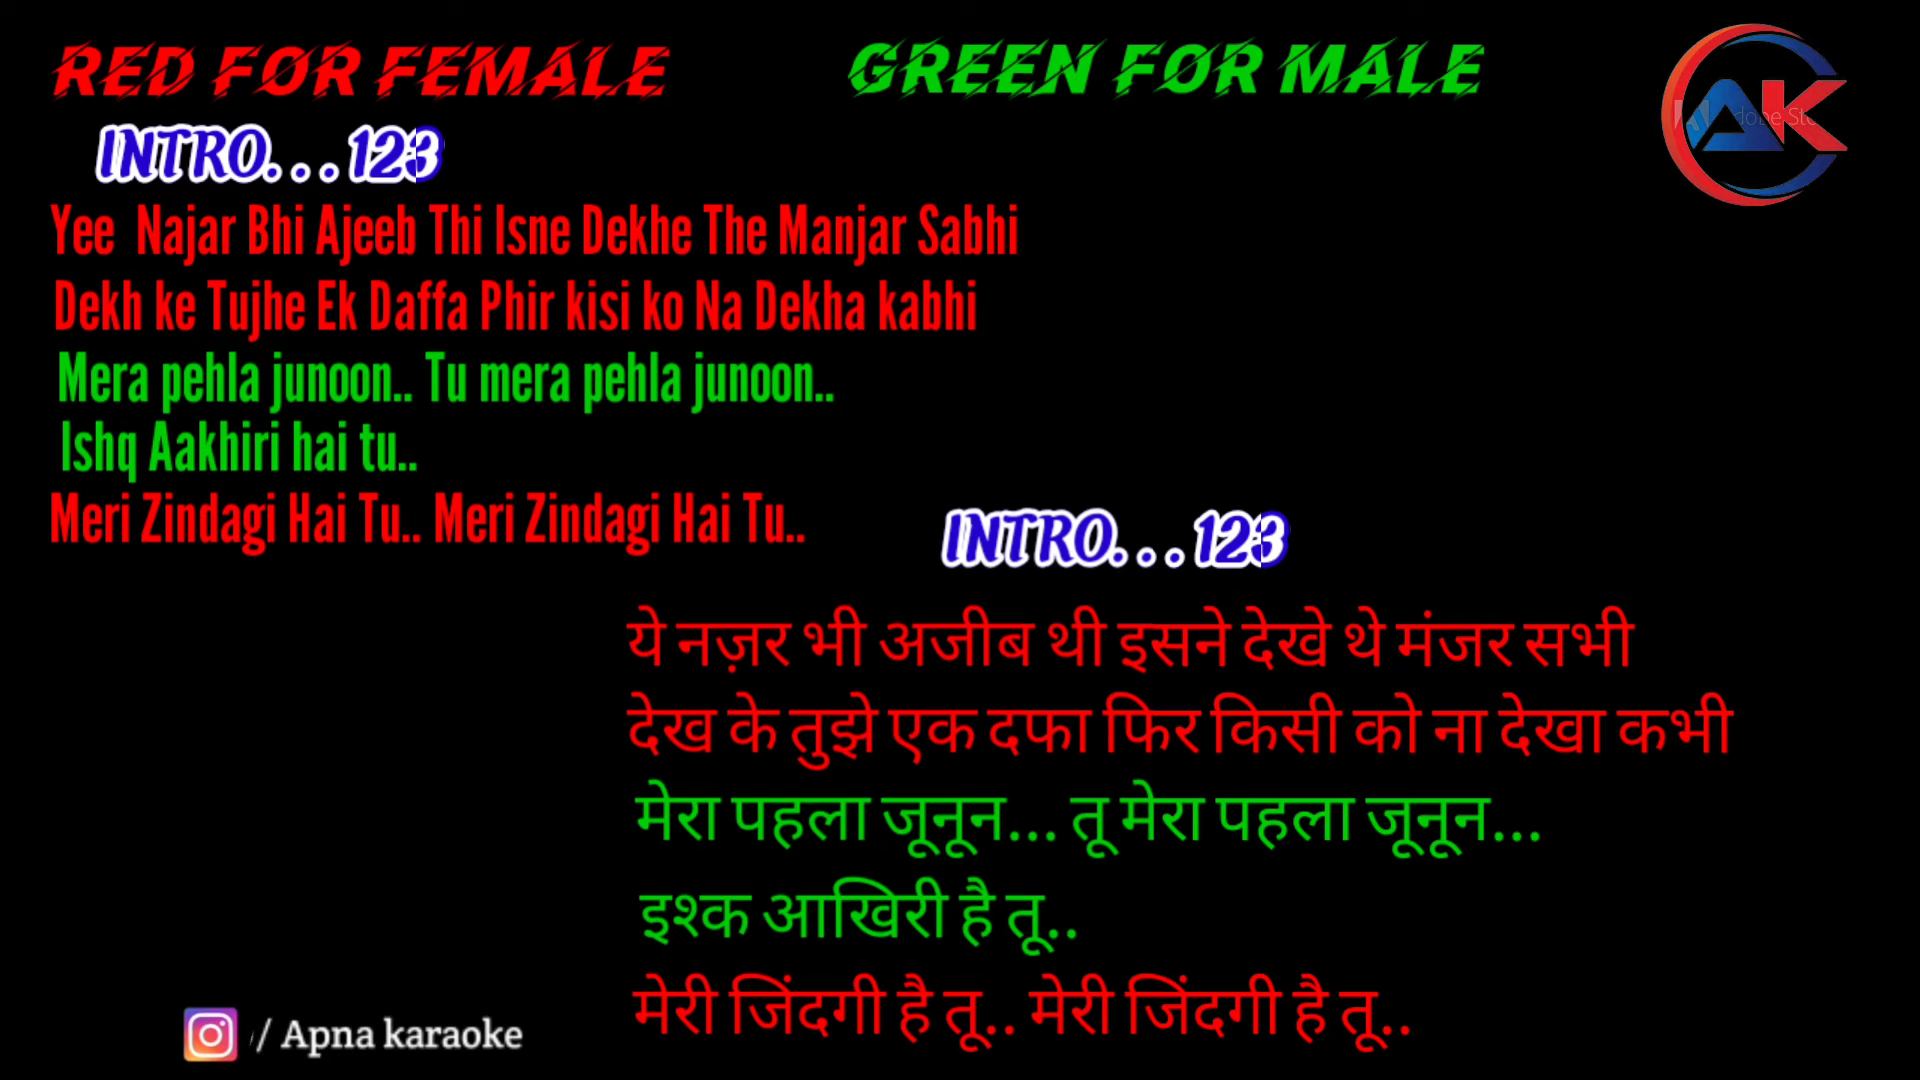 RED FOR FEMALE
GREEN FOR MALE
AK
INTRO...123
Yee Najar Bhi Ajeeb Thi Isne Dekhe The Manjar Sabhi
Dekh ke Tujhe Ek Daffa Phir kisi ko Na Dekha kabhi
Mera pehla junoon.. Tu mera pehla junoon..
Ishq Aakhiri hai tu..
Meri Zindagi Hai Tu.. Meri Zindagi Hai Tu..
INTRO...123
ये नज़र भी अजीब थी इसने देखे थे मंजर सभी
देख के तुझे एक दफा फिर किसी को ना देखा कभी
मेरा पहला जूनून... तू मेरा पहला जूनून...
इश्क आखिरी है तू..
मेरी जिंदगी है तू.. मेरी जिंदगी है तू..
/ Apna karaoke